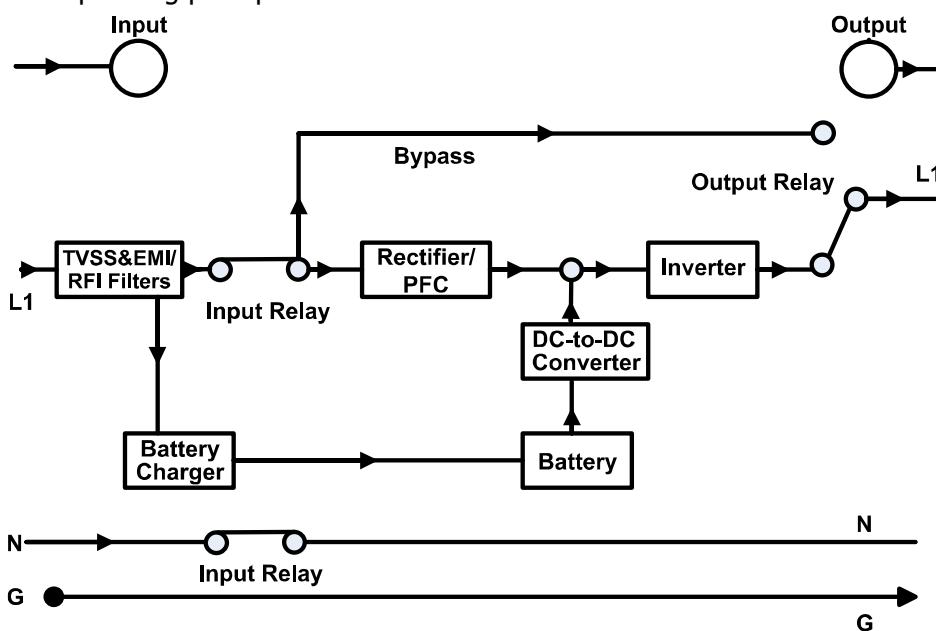 Input
Output
Bypass
Output Relay
L1
TVSS&EMI/
RFI Filters
Rectifier/
PFC
Inverter
L1
Input Relay
DC-to-DC
Converter
Battery
Charger
Battery
N
N
Input Relay
G
G